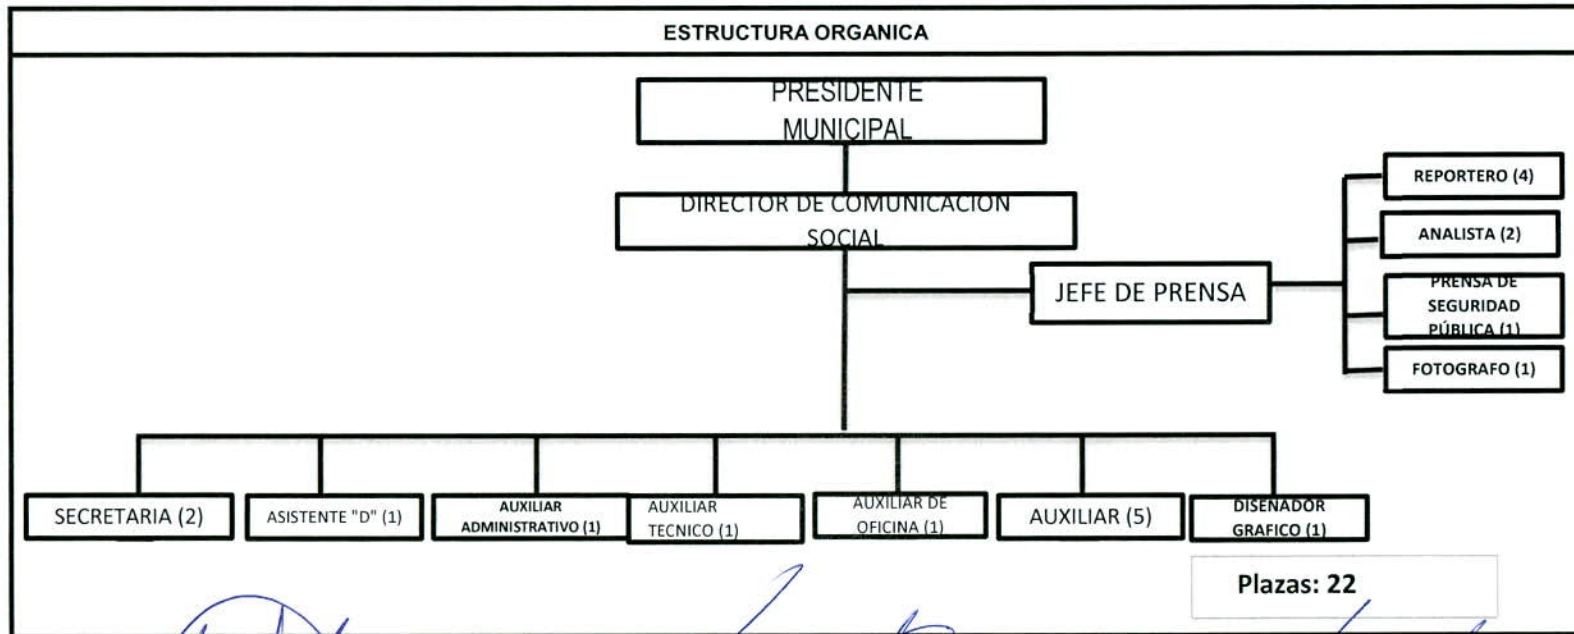 ESTRUCTURA ORGANICA
PRESIDENTE
MUNICIPAL
DIRECTOR DE COMUNICACION
SOCIAL
JEFE DE PRENSA
REPORTERO (4)
ANALISTA (2)
PRENSA DE
SEGURIDAD
PÚBLICA (1)
FOTOGRAFO (1)
SECRETARIA (2)
ASISTENTE "D" (1)
AUXILIAR
ADMINISTRATIVO (1)
AUXILIAR
TECNICO (1)
AUXILIAR DE
OFICINA (1)
AUXILIAR (5)
DISENADOR
GRAFICO (1)
Plazas: 22